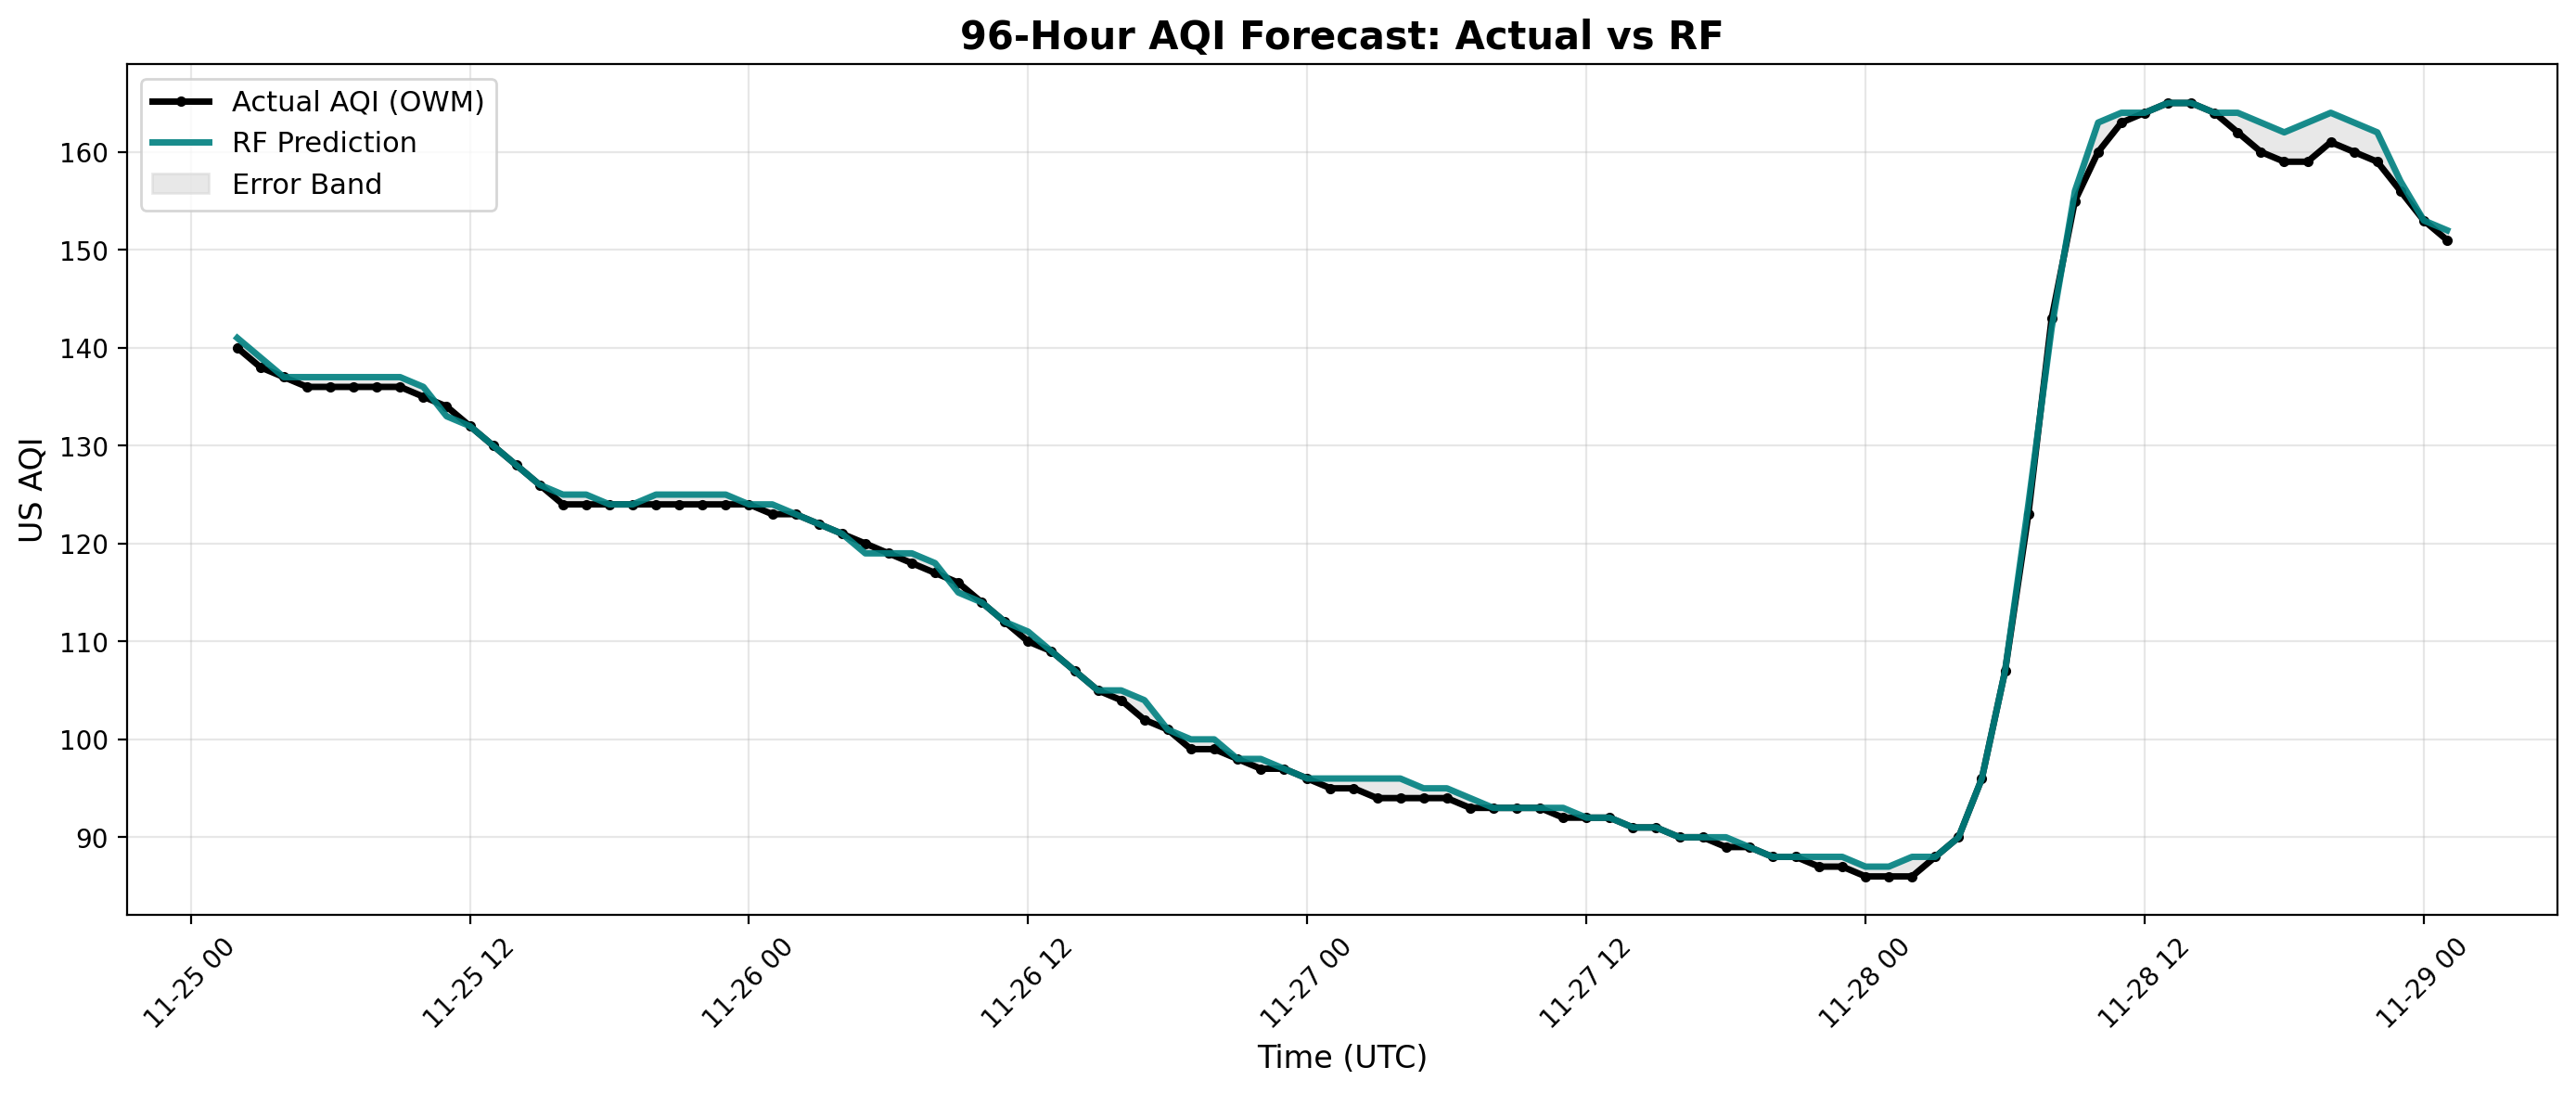 96-Hour AQI Forecast: Actual vs RF
Actual AQI (OWM)
RF Prediction
Error Band
US AQI
160
150
140
130
120
110
100
90
11-25 00
11-25 12
11-26 00
11-26 12
11-27 00
11-27 12
11-28 00
11-28 12
11-29 00
Time (UTC)